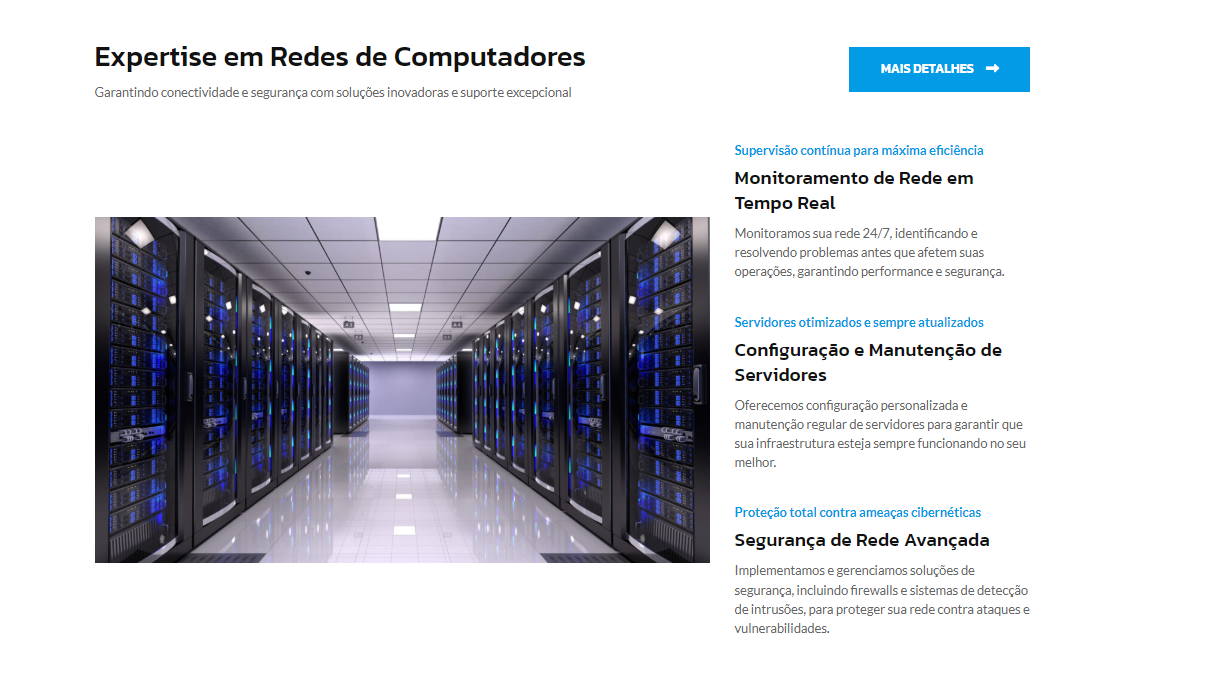 Expertise em Redes de Computadores
MAIS DETALHES
Garantindo conectividade e segurança com soluções inovadoras e suporte excepcional
Supervisão contínua para máxima eficiência
Monitoramento de Rede em
Tempo Real
Monitoramos sua rede 24/7, identificando e
resolvendo problemas antes que afetem suas
operações, garantindo performance e segurança.
Servidores otimizados e sempre atualizados
Configuração e Manutenção de
Servidores
Oferecemos configuração personalizada e
manutenção regular de servidores para garantir que
sua infraestrutura esteja sempre funcionando no seu
melhor.
Proteção total contra ameaças cibernéticas
Segurança de Rede Avançada
Implementamos e gerenciamos soluções de
segurança, incluindo firewalls e sistemas de detecção
de intrusões, para proteger sua rede contra ataques e
vulnerabilidades.